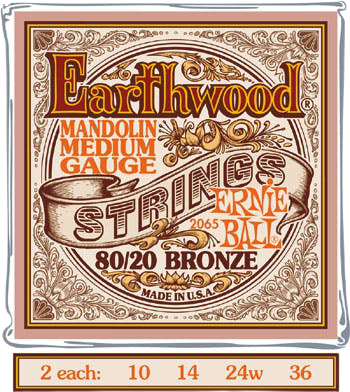 Earthwood®
MANDOLIN
MEDIUM
GAUGE
STRINGS
ERNIE
BALL®
2065
80/20 BRONZE
MADE IN U.S.A.
2 each: 10 14 24w 36